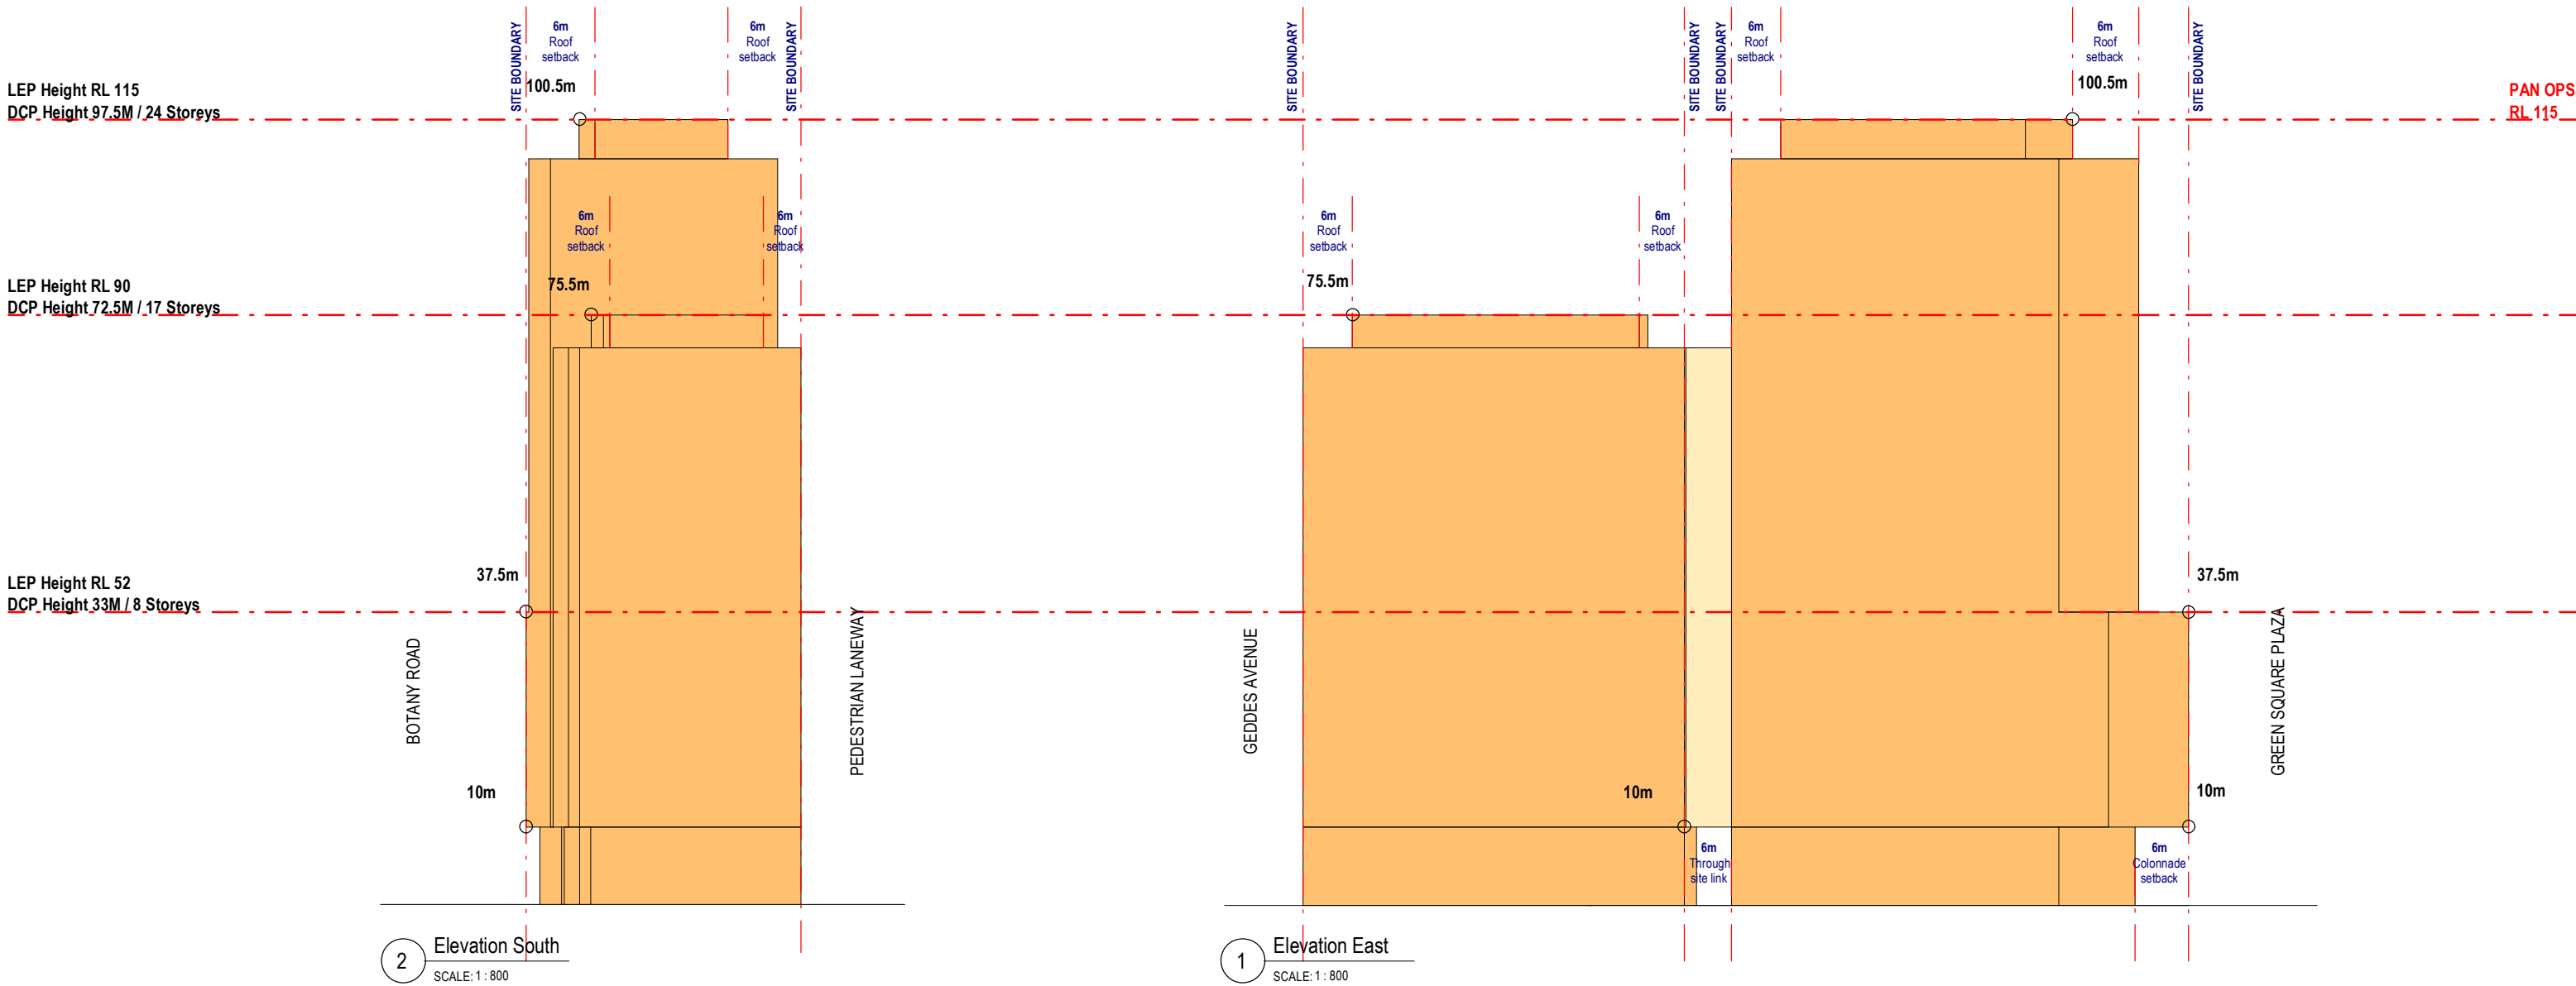 SITE BOUNDARY
6m
Roof
setback
6m
Roof
setback
SITE BOUNDARY
SITE BOUNDARY
SITE BOUNDARY
SITE BOUNDARY
6m
Roof
setback
6m
Roof
setback
SITE BOUNDARY
LEP Height RL 115
DCP Height 97.5M / 24 Storeys
100.5m
100.5m
PAN OPS
RL 115
6m
Roof
setback
6m
Roof
setback
6m
Roof
setback
6m
Roof
setback
LEP Height RL 90
DCP Height 72.5M / 17 Storeys
75.5m
75.5m
LEP Height RL 52
DCP Height 33M / 8 Storeys
37.5m
37.5m
BOTANY ROAD
PEDESTRIAN LANEWAY
GEDDES AVENUE
GREEN SQUARE PLAZA
10m
10m
10m
6m
Through
site link
6m
Colonnade
setback
2
Elevation South
SCALE: 1 : 800
1
Elevation East
SCALE: 1 : 800